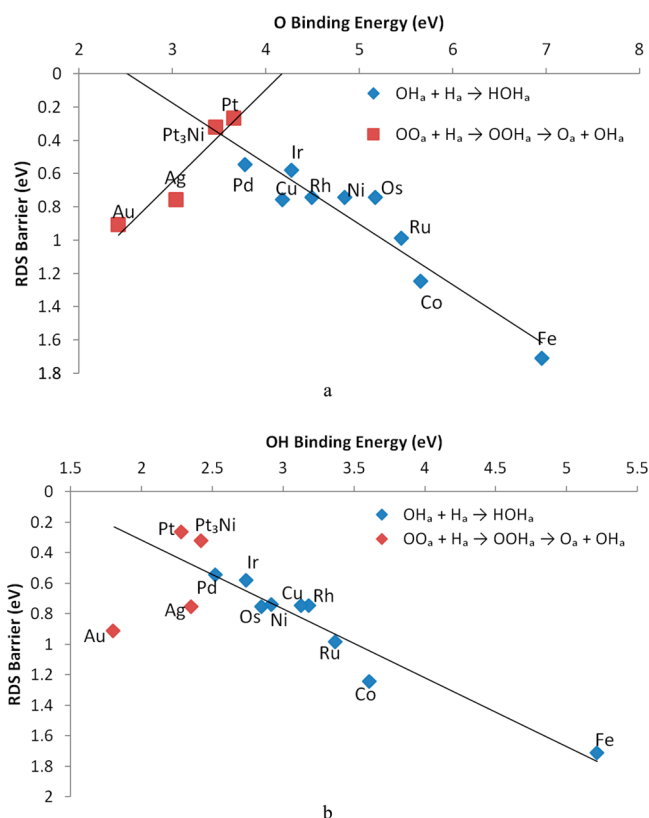 O Binding Energy (eV)
2 3 4 5 6 7 8
RDS Barrier (eV)
0
0.2
0.4
0.6
0.8
1
1.2
1.4
1.6
1.8
OHₐ + Hₐ → HOHₐ
OOₐ + Hₐ → OOHₐ → Oₐ + OHₐ
Pt
Pt₃Ni
Ir
Ag
Pd
Cu
Rh
Ni
Os
Au
Ru
Co
Fe
a
OH Binding Energy (eV)
1.5 2 2.5 3 3.5 4 4.5 5 5.5
RDS Barrier (eV)
0
0.2
0.4
0.6
0.8
1
1.2
1.4
1.6
1.8
2
OHₐ + Hₐ → HOHₐ
OOₐ + Hₐ → OOHₐ → Oₐ + OHₐ
Pt
Pt₃Ni
Ir
Pd
Cu
Rh
Ag
Os
Ni
Au
Ru
Co
Fe
b